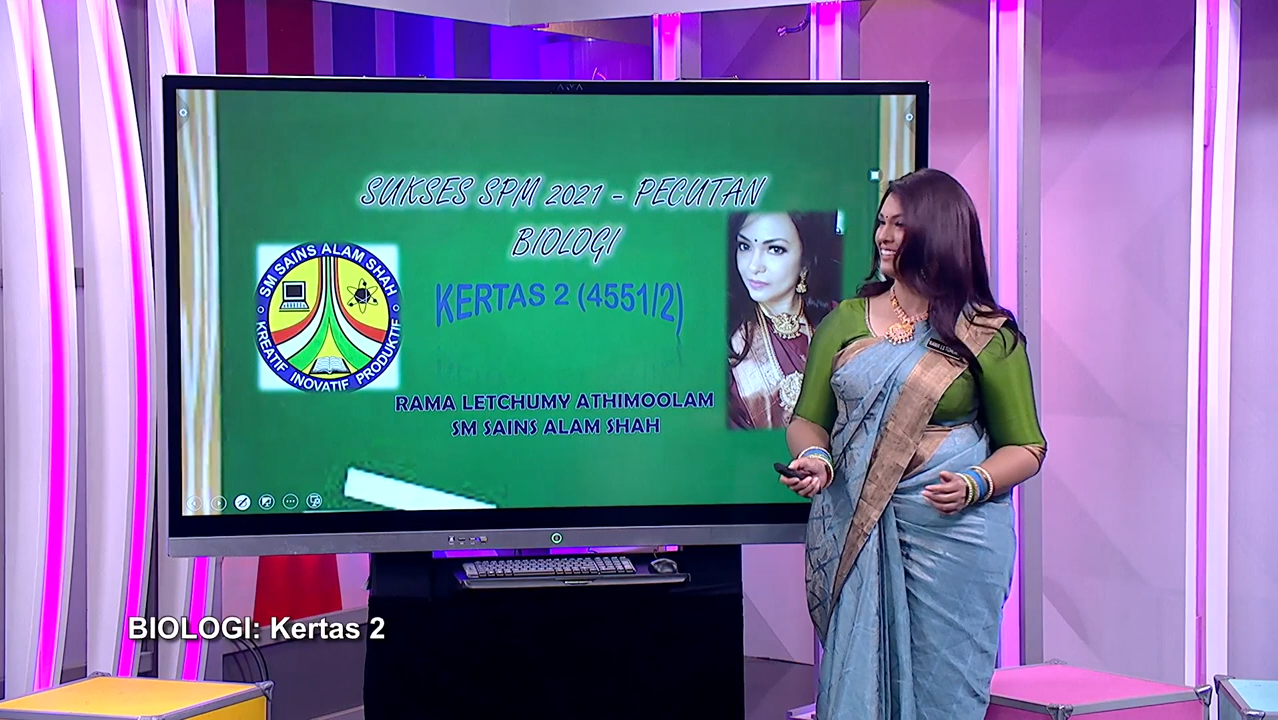 SUKSES SPM 2021 - PECUTAN
BIOLOGI
KERTAS 2 (4551/2)
SM SAINS ALAM SHAH
KREATIF INOVATIF PRODUKTIF
RAMA LETCHUMY ATHIMOOLAM
SM SAINS ALAM SHAH
BIOLOGI: Kertas 2